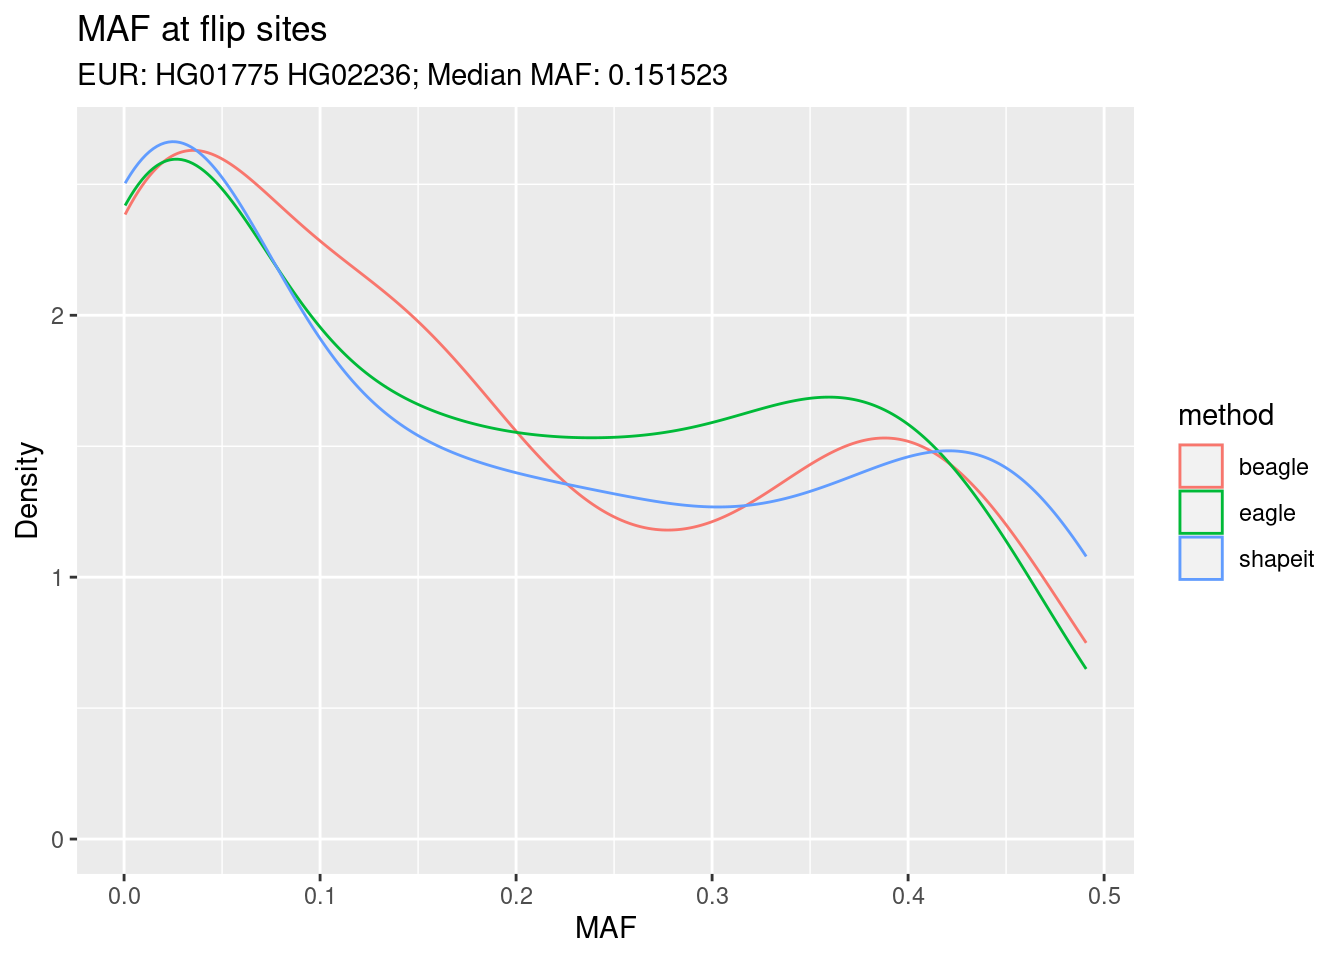 MAF at flip sites
EUR: HG01775 HG02236; Median MAF: 0.151523
Density
2
1
0
0.0 0.1 0.2 0.3 0.4 0.5
MAF
method
beagle
eagle
shapeit